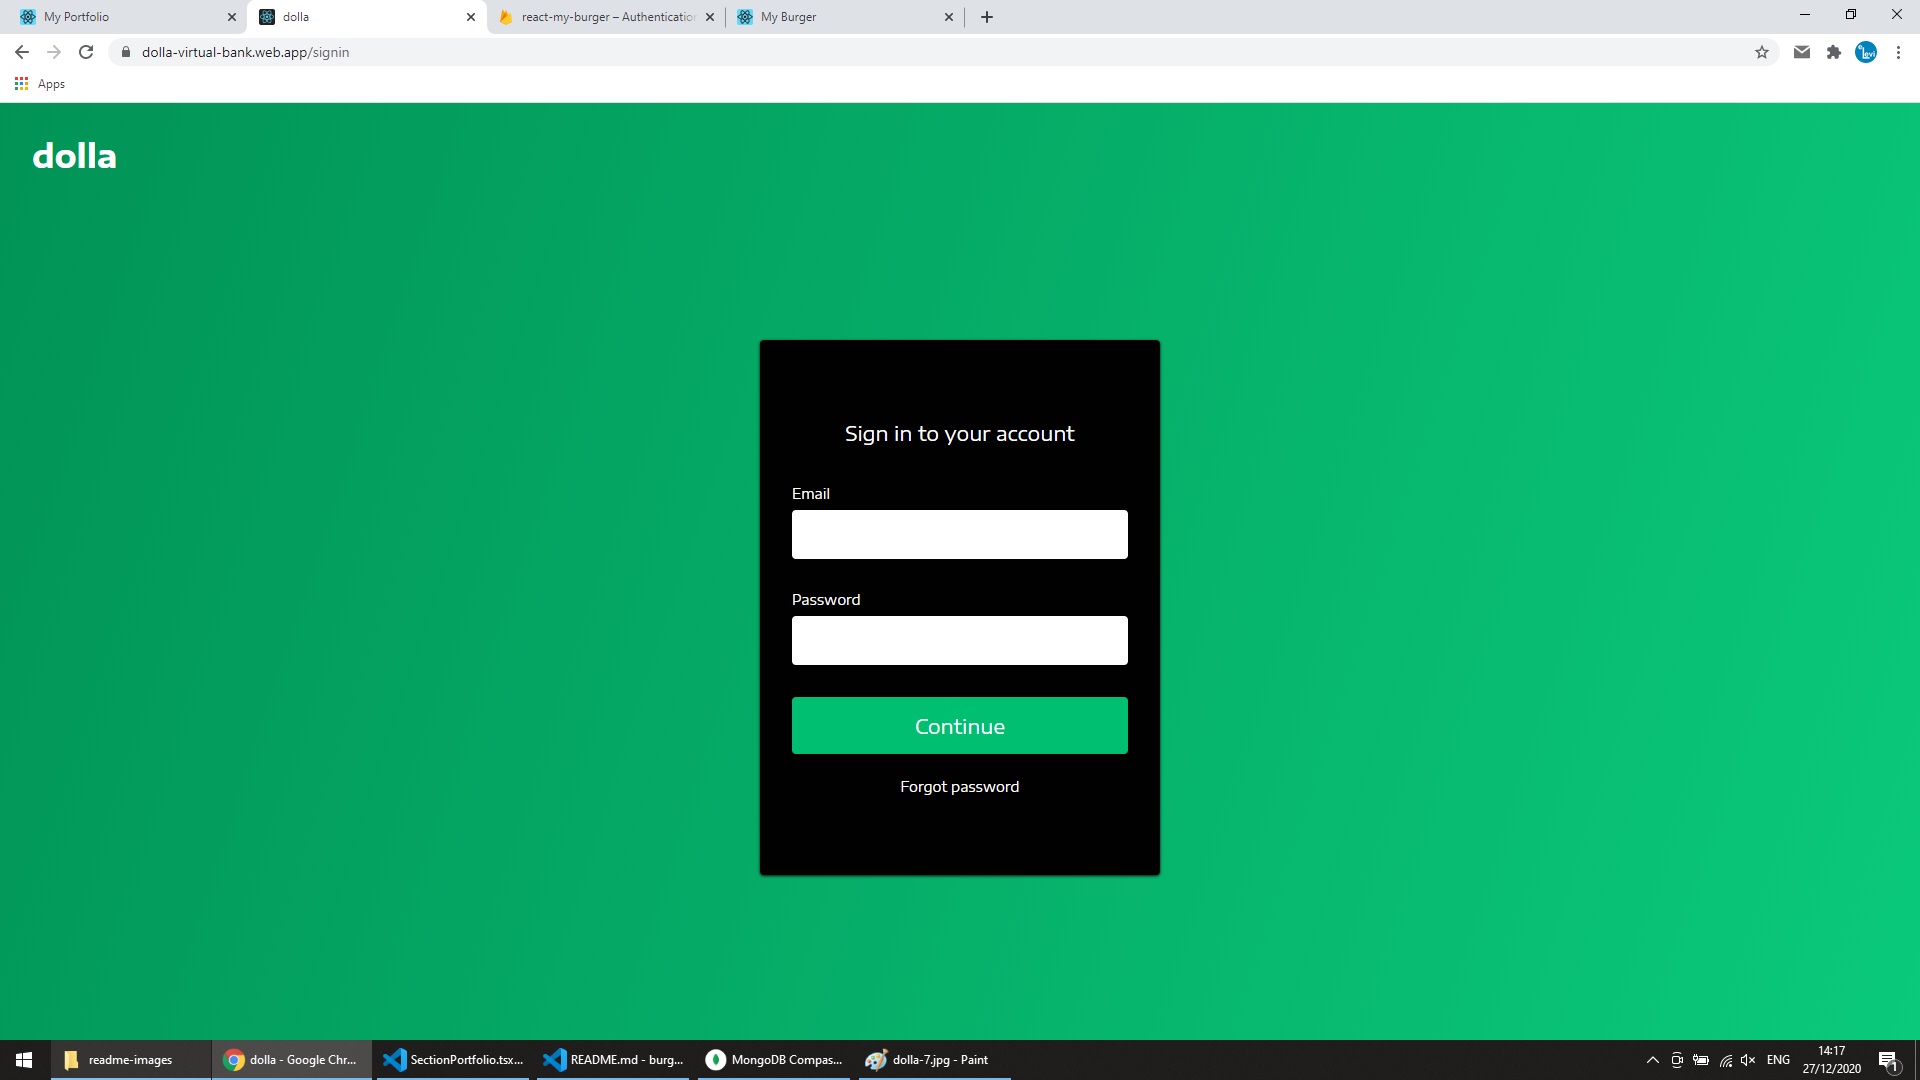 My Portfolio
dolla
react-my-burger – Authentication
My Burger
dolla-virtual-bank.web.app/signin
Apps
dolla
Sign in to your account
Email
Password
Continue
Forgot password
readme-images
dolla - Google Chr...
SectionPortfolio.tsx...
README.md - burg...
MongoDB Compas...
dolla-7.jpg - Paint
ENG
14:17
27/12/2020
1